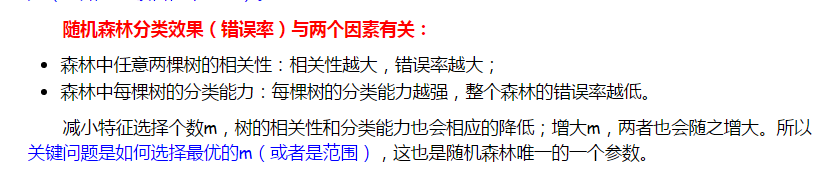 随机森林分类效果（错误率）与两个因素有关：
• 森林中任意两棵树的相关性：相关性越大，错误率越大；
• 森林中每棵树的分类能力：每棵树的分类能力越强，整个森林的错误率越低。
减小特征选择个数m，树的相关性和分类能力也会相应的降低；增大m，两者也会随之增大。所以
关键问题是如何选择最优的m（或者是范围），这也是随机森林唯一的一个参数。